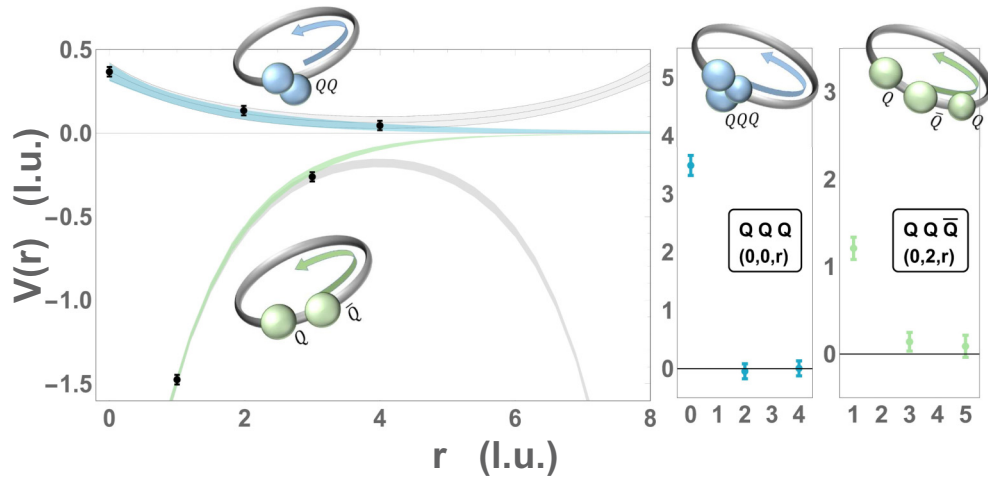 V(r) (l.u.)
0.5
0.0
−0.5
−1.0
−1.5
0 2 4 6 8
r (l.u.)
QQ
Q Q̄
5
4
3
2
1
0
0 1 2 3 4
QQQ
Q Q Q
(0,0,r)
3
2
1
0
1 2 3 4 5
Q Q̄ Q
Q Q Q̄
(0,2,r)